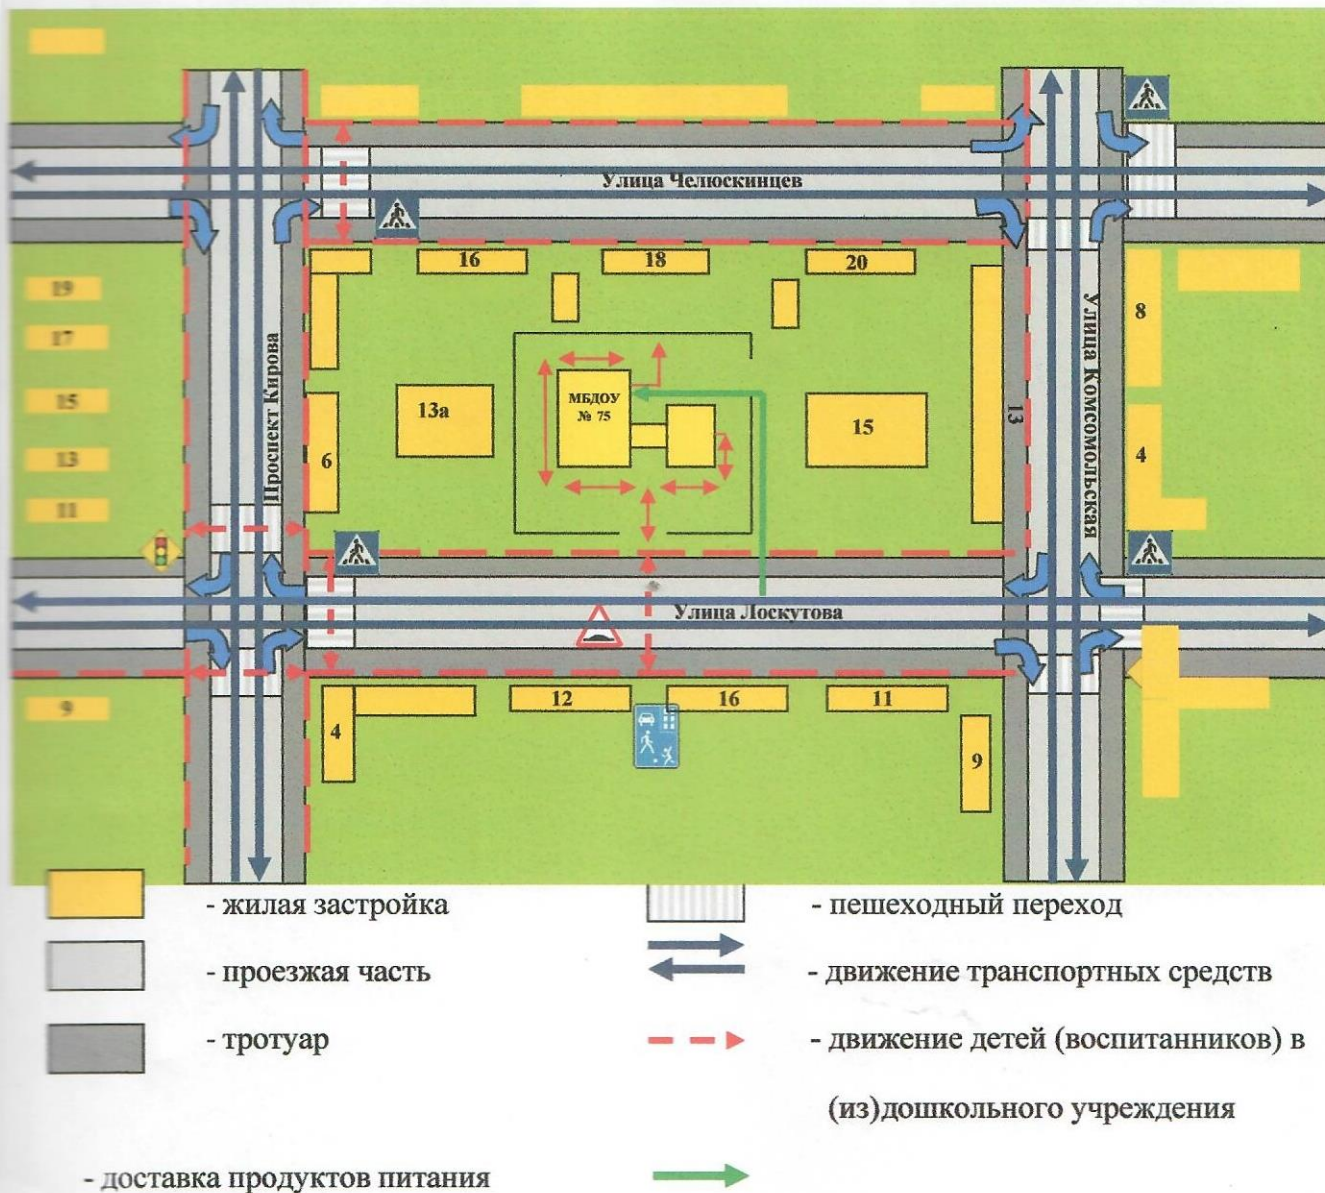 Улица Челюскинцев
16
18
20
19
17
15
13
11
Проспект Кирова
6
13а
МБДОУ
№ 75
15
13
Улица Комсомольская
8
4
Улица Лоскутова
9
4
12
16
11
9
- жилая застройка
- пешеходный переход
- проезжая часть
- движение транспортных средств
- тротуар
- движение детей (воспитанников) в
(из)дошкольного учреждения
- доставка продуктов питания